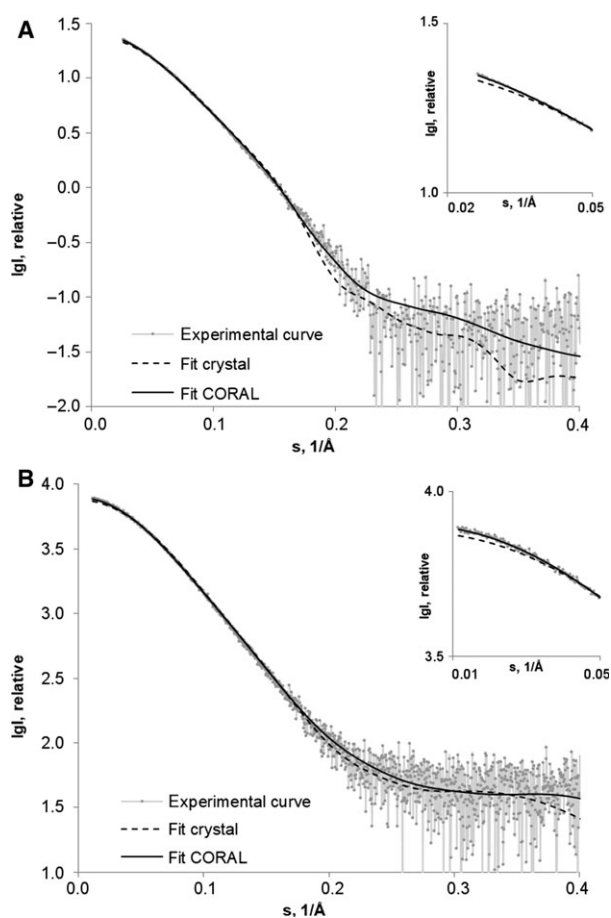 A
1.5
1.0
0.5
0.0
–0.5
–1.0
–1.5
–2.0
lgI, relative
0.0
0.1
0.2
0.3
0.4
s, 1/Å
Experimental curve
Fit crystal
Fit CORAL
1.5
1.0
lgI, relative
0.02
s, 1/Å
0.05
B
4.0
3.5
3.0
2.5
2.0
1.5
1.0
lgI, relative
0.0
0.1
0.2
0.3
0.4
s, 1/Å
Experimental curve
Fit crystal
Fit CORAL
4.0
3.5
lgI, relative
0.01
s, 1/Å
0.05